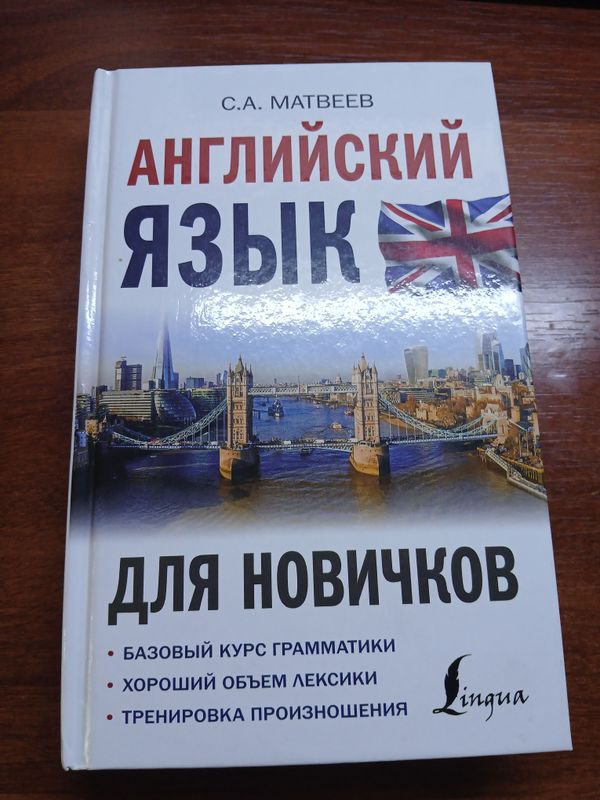 С.А. МАТВЕЕВ
АНГЛИЙСКИЙ
ЯЗЫК
ДЛЯ НОВИЧКОВ
• БАЗОВЫЙ КУРС ГРАММАТИКИ
• ХОРОШИЙ ОБЪЕМ ЛЕКСИКИ
• ТРЕНИРОВКА ПРОИЗНОШЕНИЯ
Lingua